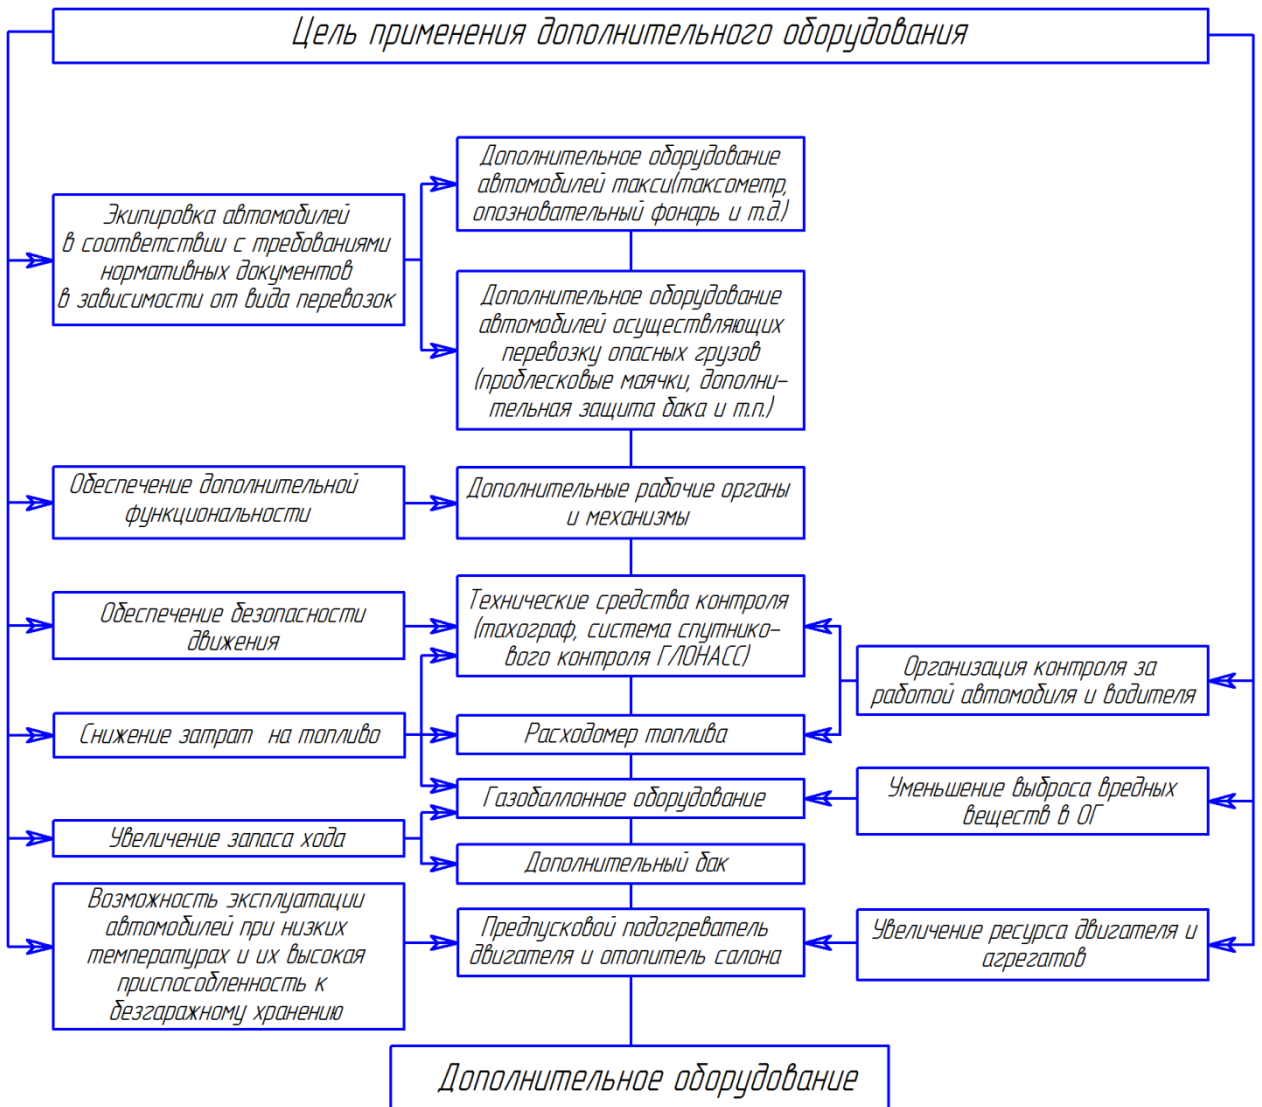 Цель применения дополнительного оборудования
Экипировка автомобилей
в соответствии с требованиями
нормативных документов
в зависимости от вида перевозок
Дополнительное оборудование
автомобилей такси(таксометр,
опозновательный фонарь и т.д.)
Дополнительное оборудование
автомобилей осуществляющих
перевозку опасных грузов
(проблесковые маячки, дополни-
тельная защита бака и т.п.)
Обеспечение дополнительной
функциональности
Дополнительные рабочие органы
и механизмы
Обеспечение безопасности
движения
Технические средства контроля
(тахограф, система спутнико-
вого контроля ГЛОНАСС)
Организация контроля за
работой автомобиля и водителя
Снижение затрат на топливо
Расходомер топлива
Газобаллонное оборудование
Уменьшение выброса вредных
веществ в ОГ
Увеличение запаса хода
Дополнительный бак
Возможность эксплуатации
автомобилей при низких
температурах и их высокая
приспособленность к
безгаражному хранению
Предпусковой подогреватель
двигателя и отопитель салона
Увеличение ресурса двигателя и
агрегатов
Дополнительное оборудование